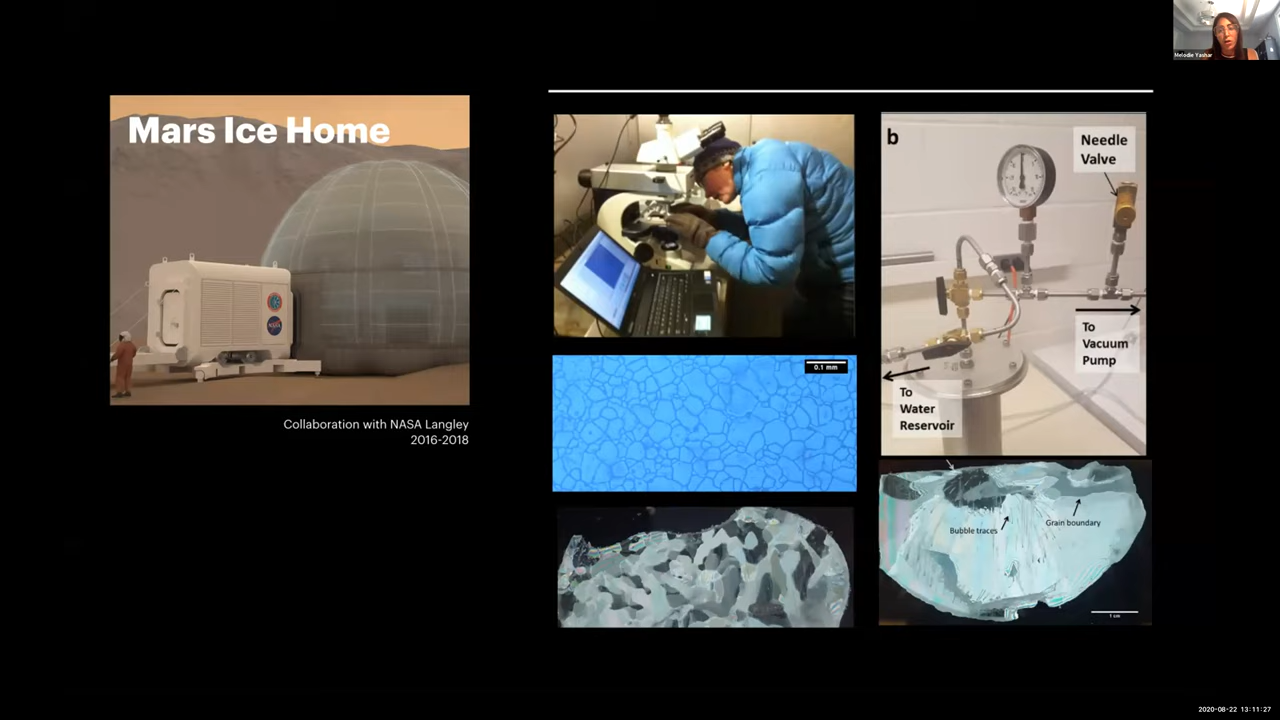 Melodie Yashar
Mars Ice Home
Collaboration with NASA Langley
2016-2018
0.1 mm
b
Needle
Valve
To
Vacuum
Pump
To
Water
Reservoir
Bubble traces
Grain boundary
1 cm
NASA
2020-08-22 13:11:27